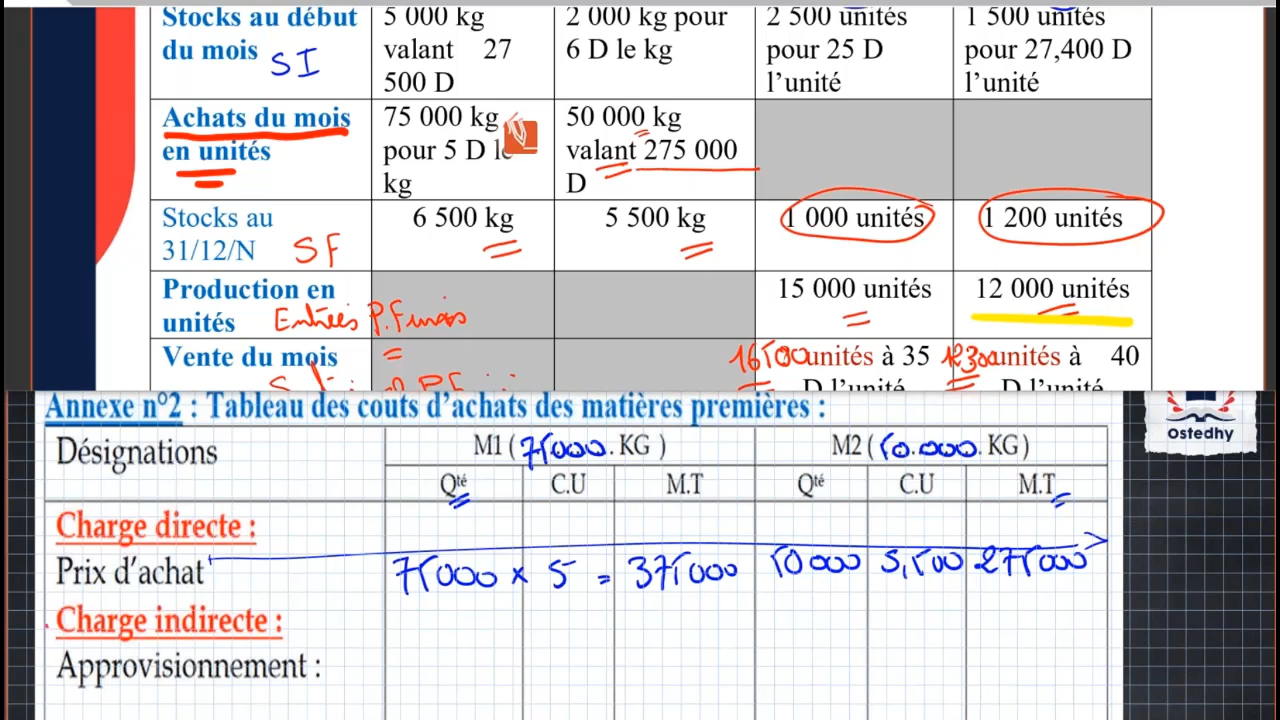 Stocks au début du mois SI 5 000 kg valant 27 500 D 2 000 kg pour 6 D le kg 2 500 unités pour 25 D l'unité 1 500 unités pour 27,400 D l'unité
Achats du mois en unités 75 000 kg pour 5 D le kg 50 000 kg valant 275 000 D
Stocks au 31/12/N SF 6 500 kg 5 500 kg 1 000 unités 1 200 unités
Production en unités Entrées P.Finis 15 000 unités 12 000 unités
Vente du mois = 16500 unités à 35 D l'unité 12300 unités à 40 D l'unité
Annexe n°2 : Tableau des couts d'achats des matières premières :
Ostedhy
Désignations M1 ( 75000. KG ) M2 ( 50.000. KG )
Qté C.U M.T Qté C.U M.T
Charge directe :
Prix d'achat 75000 × 5 = 375000 50000 5,500 275000
Charge indirecte :
Approvisionnement :